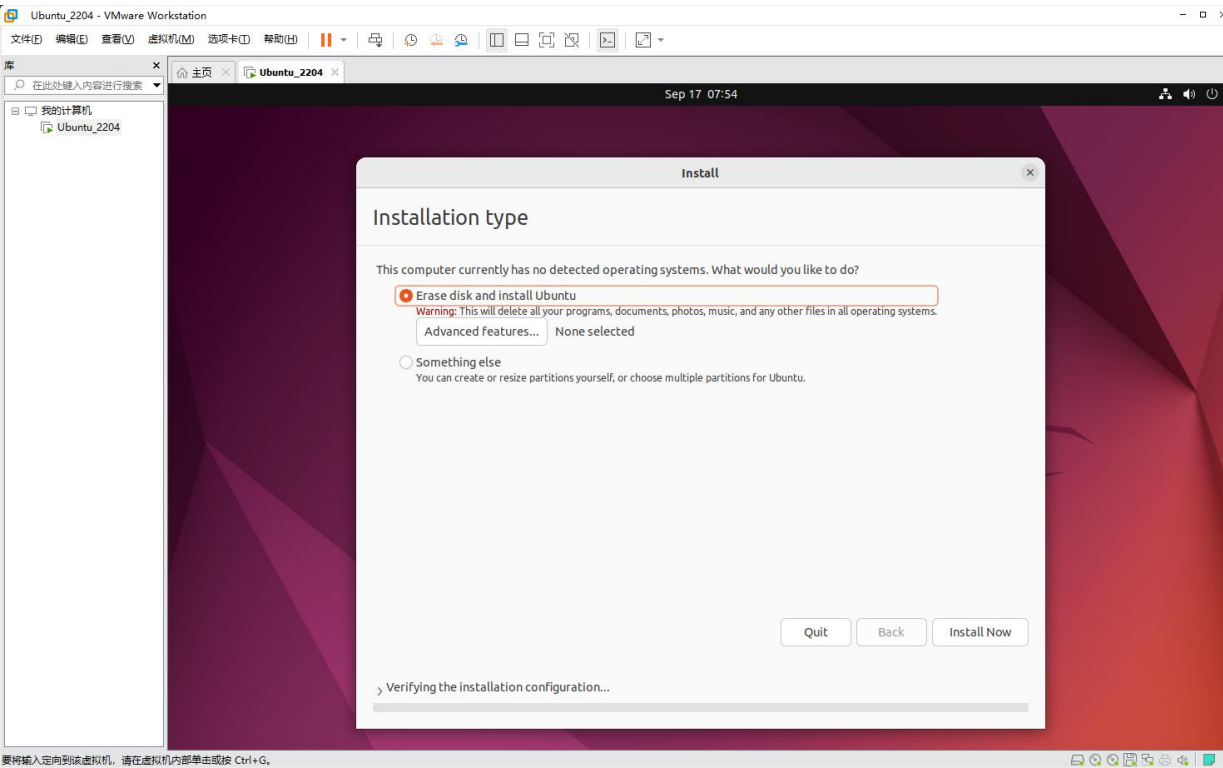 Ubuntu_2204 - VMware Workstation
文件(F) 编辑(E) 查看(V) 虚拟机(M) 选项卡(T) 帮助(H)
库
在此处键入内容进行搜索
我的计算机
Ubuntu_2204
主页 Ubuntu_2204
Sep 17 07:54
Install
Installation type
This computer currently has no detected operating systems. What would you like to do?
Erase disk and install Ubuntu
Warning: This will delete all your programs, documents, photos, music, and any other files in all operating systems.
Advanced features... None selected
Something else
You can create or resize partitions yourself, or choose multiple partitions for Ubuntu.
Quit Back Install Now
Verifying the installation configuration...
要将输入定向到该虚拟机，请在虚拟机内部单击或按 Ctrl+G。